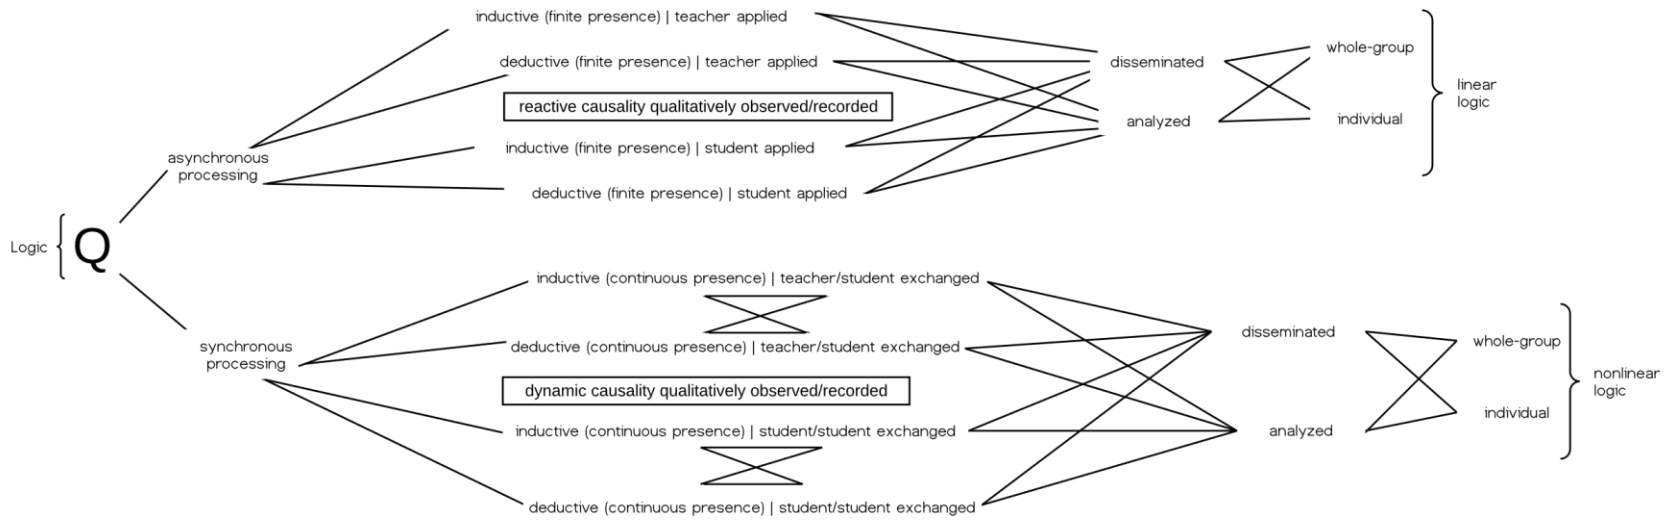 inductive (finite presence) | teacher applied
deductive (finite presence) | teacher applied
reactive causality qualitatively observed/recorded
inductive (finite presence) | student applied
deductive (finite presence) | student applied
asynchronous
processing
disseminated
analyzed
whole-group
individual
linear
logic
Logic
Q
synchronous
processing
inductive (continuous presence) | teacher/student exchanged
deductive (continuous presence) | teacher/student exchanged
dynamic causality qualitatively observed/recorded
inductive (continuous presence) | student/student exchanged
deductive (continuous presence) | student/student exchanged
disseminated
analyzed
whole-group
individual
nonlinear
logic